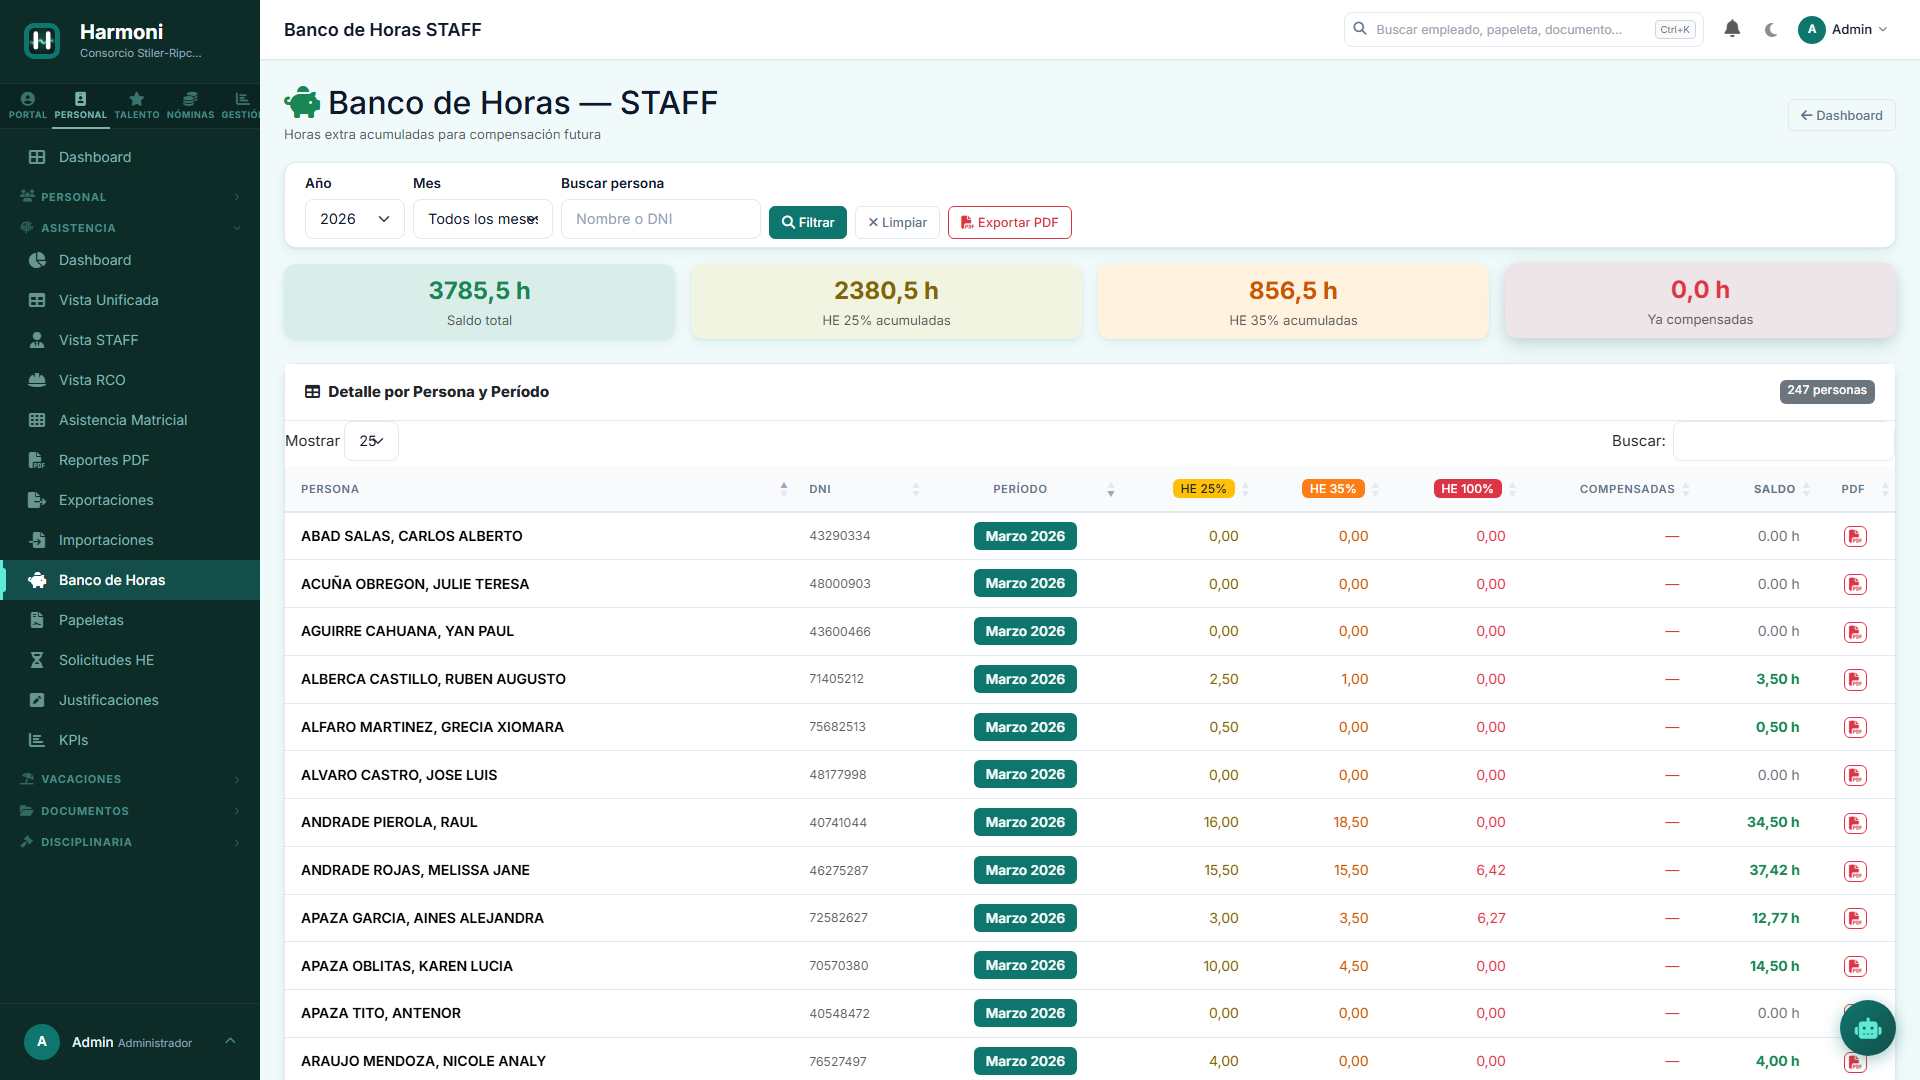 Harmoni
Consorcio Stiler-Ripc...
PORTAL PERSONAL TALENTO NÓMINAS GESTIÓ
Dashboard
PERSONAL
ASISTENCIA
Dashboard
Vista Unificada
Vista STAFF
Vista RCO
Asistencia Matricial
Reportes PDF
Exportaciones
Importaciones
Banco de Horas
Papeletas
Solicitudes HE
Justificaciones
KPIs
VACACIONES
DOCUMENTOS
DISCIPLINARIA
A Admin Administrador
Banco de Horas STAFF
Buscar empleado, papeleta, documento... Ctrl+K
A Admin
Banco de Horas — STAFF
Horas extra acumuladas para compensación futura
Dashboard
Año Mes Buscar persona
2026 Todos los meses Nombre o DNI Filtrar Limpiar Exportar PDF
3785,5 h
Saldo total
2380,5 h
HE 25% acumuladas
856,5 h
HE 35% acumuladas
0,0 h
Ya compensadas
Detalle por Persona y Período 247 personas
Mostrar 25 Buscar:
PERSONA DNI PERÍODO HE 25% HE 35% HE 100% COMPENSADAS SALDO PDF
ABAD SALAS, CARLOS ALBERTO 43290334 Marzo 2026 0,00 0,00 0,00 — 0.00 h
ACUÑA OBREGON, JULIE TERESA 48000903 Marzo 2026 0,00 0,00 0,00 — 0.00 h
AGUIRRE CAHUANA, YAN PAUL 43600466 Marzo 2026 0,00 0,00 0,00 — 0.00 h
ALBERCA CASTILLO, RUBEN AUGUSTO 71405212 Marzo 2026 2,50 1,00 0,00 — 3,50 h
ALFARO MARTINEZ, GRECIA XIOMARA 75682513 Marzo 2026 0,50 0,00 0,00 — 0,50 h
ALVARO CASTRO, JOSE LUIS 48177998 Marzo 2026 0,00 0,00 0,00 — 0.00 h
ANDRADE PIEROLA, RAUL 40741044 Marzo 2026 16,00 18,50 0,00 — 34,50 h
ANDRADE ROJAS, MELISSA JANE 46275287 Marzo 2026 15,50 15,50 6,42 — 37,42 h
APAZA GARCIA, AINES ALEJANDRA 72582627 Marzo 2026 3,00 3,50 6,27 — 12,77 h
APAZA OBLITAS, KAREN LUCIA 70570380 Marzo 2026 10,00 4,50 0,00 — 14,50 h
APAZA TITO, ANTENOR 40548472 Marzo 2026 0,00 0,00 0,00 — 0.00 h
ARAUJO MENDOZA, NICOLE ANALY 76527497 Marzo 2026 4,00 0,00 0,00 — 4,00 h